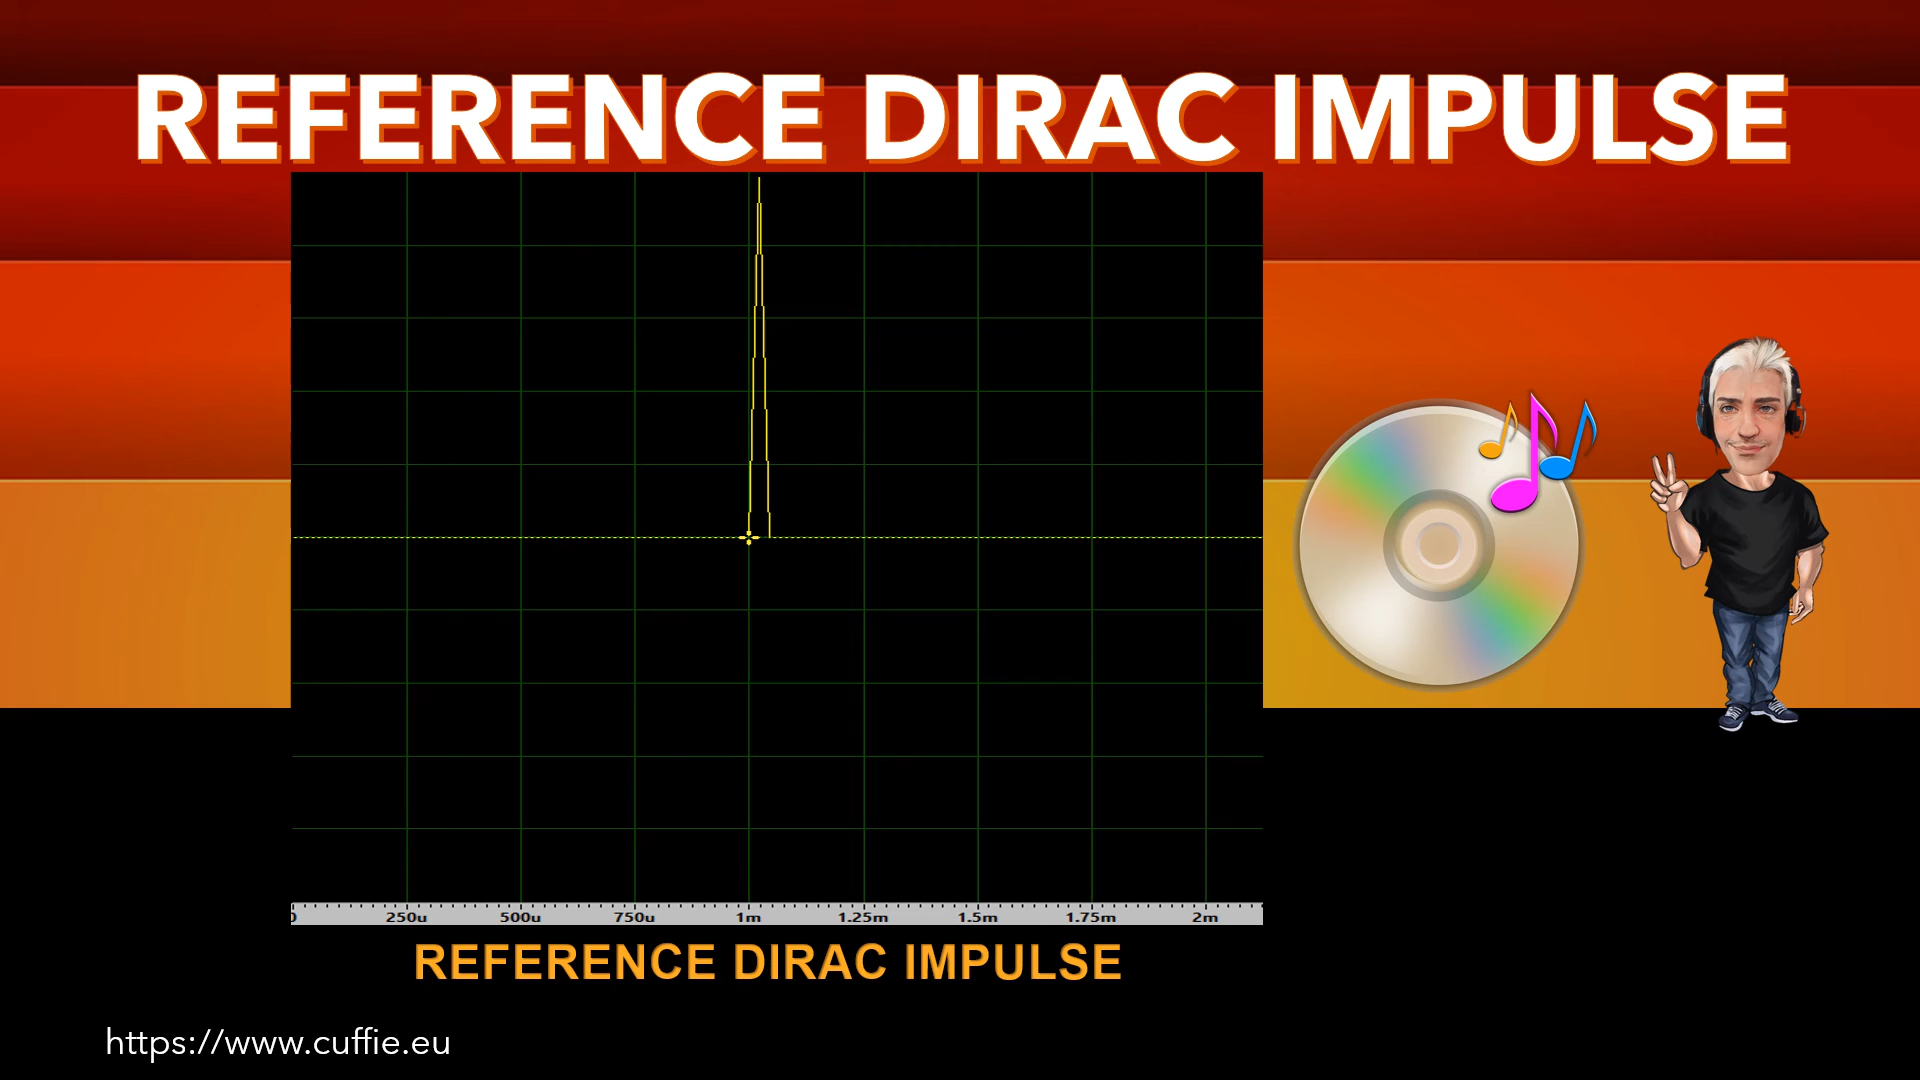 REFERENCE DIRAC IMPULSE
0 250u 500u 750u 1m 1.25m 1.5m 1.75m 2m
REFERENCE DIRAC IMPULSE
https://www.cuffie.eu